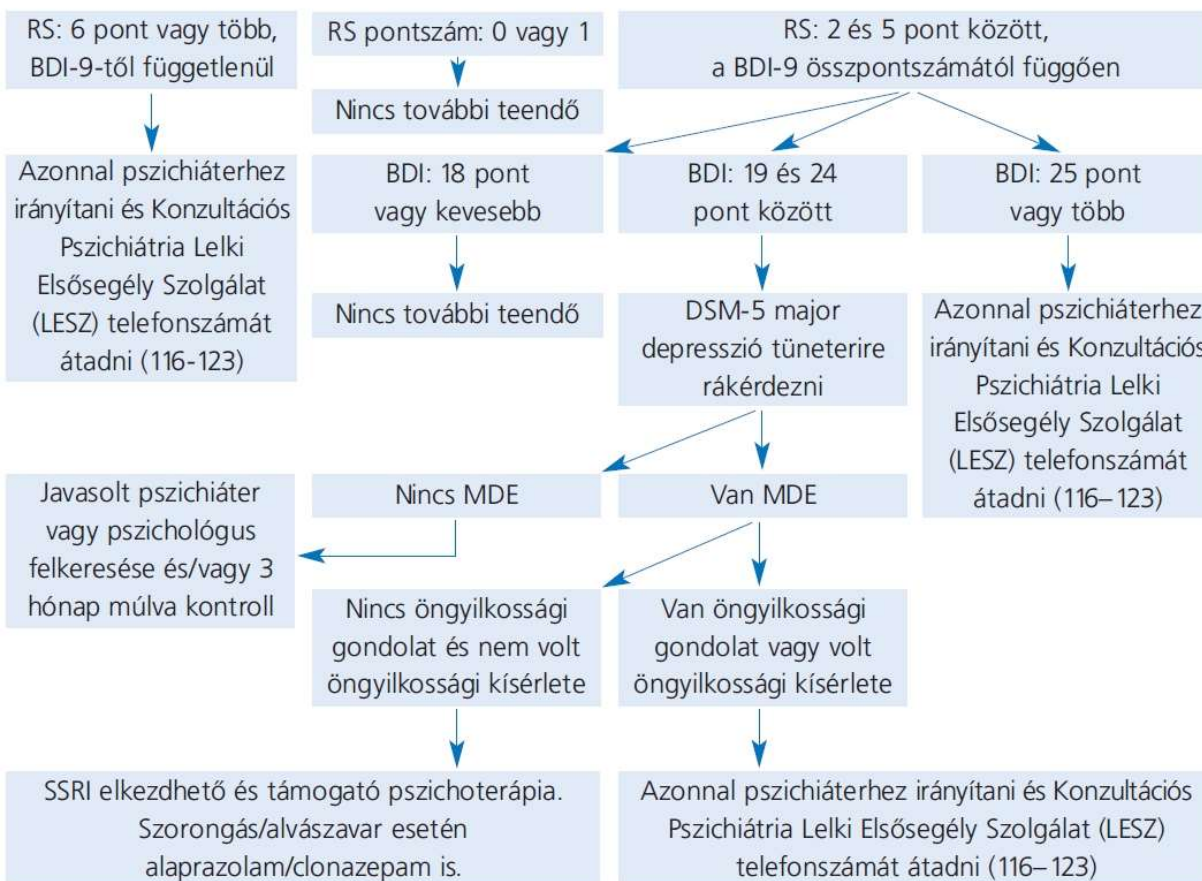 RS: 6 pont vagy több,
BDI-9-től függetlenül
RS pontszám: 0 vagy 1
RS: 2 és 5 pont között,
a BDI-9 összpontszámától függően
Nincs további teendő
Azonnal pszichiáterhez
irányítani és Konzultációs
Pszichiátria Lelki
Elsősegély Szolgálat
(LESZ) telefonszámát
átadni (116-123)
BDI: 18 pont
vagy kevesebb
BDI: 19 és 24
pont között
BDI: 25 pont
vagy több
Nincs további teendő
DSM-5 major
depresszió tüneterire
rákérdezni
Azonnal pszichiáterhez
irányítani és Konzultációs
Pszichiátria Lelki
Elsősegély Szolgálat
(LESZ) telefonszámát
átadni (116–123)
Javasolt pszichiáter
vagy pszichológus
felkeresése és/vagy 3
hónap múlva kontroll
Nincs MDE
Van MDE
Nincs öngyilkossági
gondolat és nem volt
öngyilkossági kísérlete
Van öngyilkossági
gondolat vagy volt
öngyilkossági kísérlete
SSRI elkezdhető és támogató pszichoterápia.
Szorongás/alvászavar esetén
alaprazolam/clonazepam is.
Azonnal pszichiáterhez irányítani és Konzultációs
Pszichiátria Lelki Elsősegély Szolgálat (LESZ)
telefonszámát átadni (116–123)